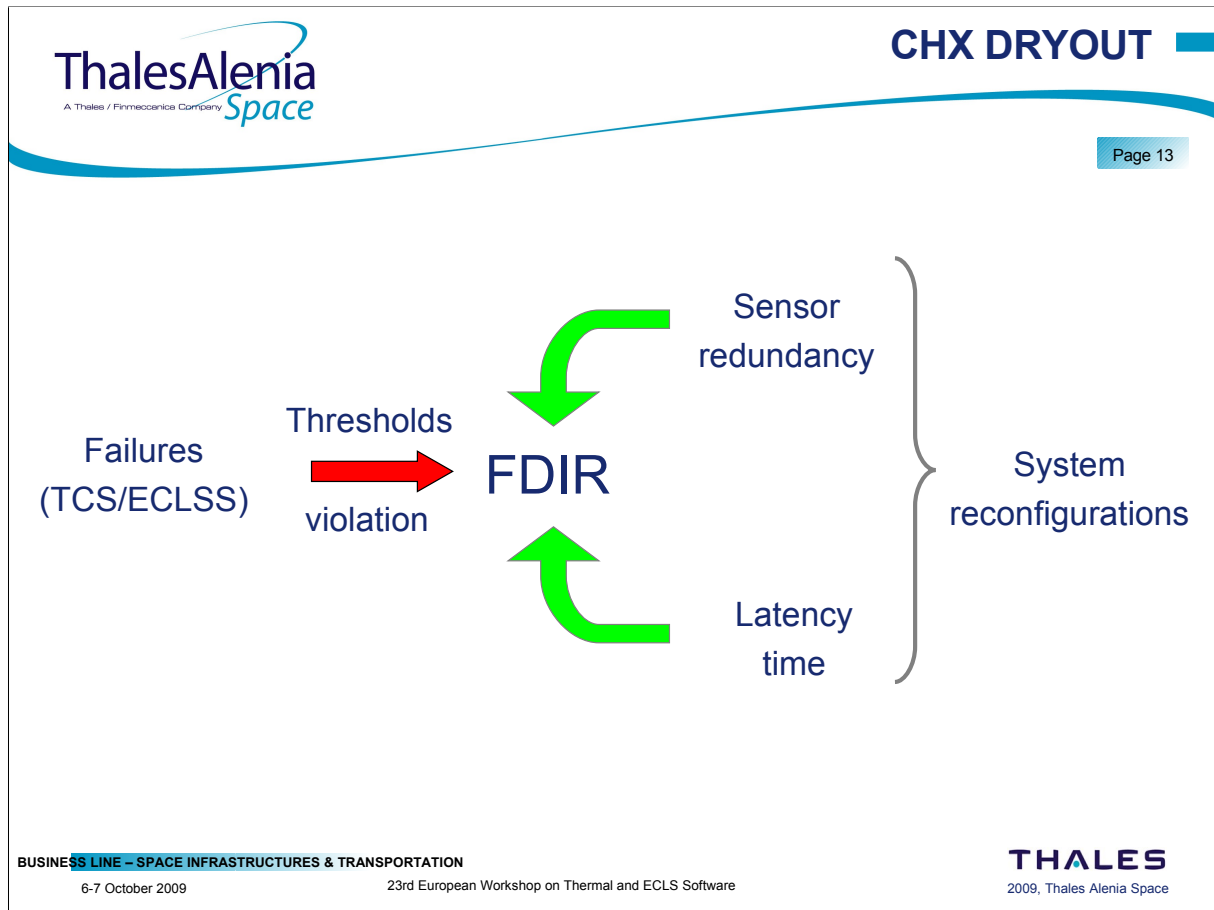 ThalesAlenia
A Thales / Finmeccanica Company Space
CHX DRYOUT
Page 13
Sensor
redundancy
Thresholds
Failures
(TCS/ECLSS)
violation
FDIR
System
reconfigurations
Latency
time
BUSINESS LINE – SPACE INFRASTRUCTURES & TRANSPORTATION
6-7 October 2009
23rd European Workshop on Thermal and ECLS Software
THALES
2009, Thales Alenia Space